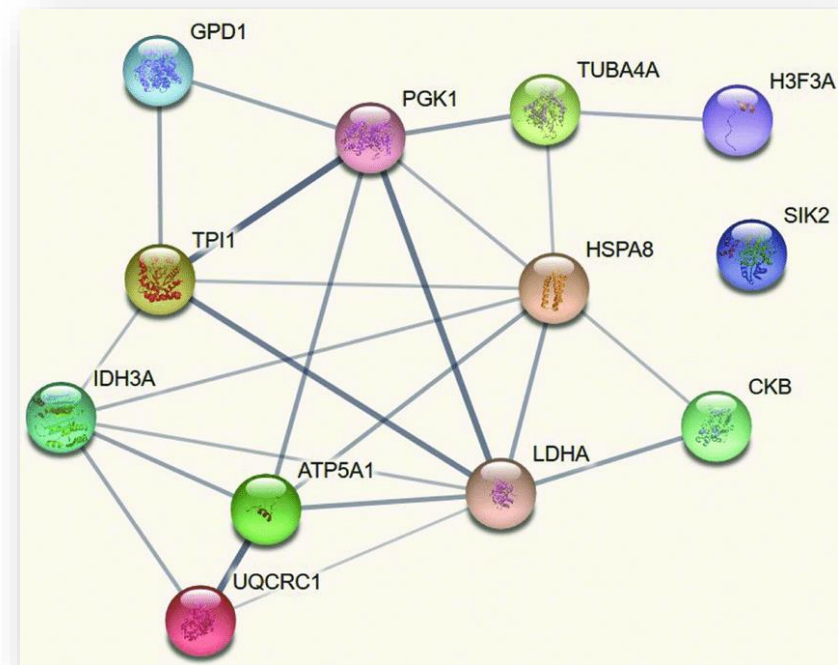 GPD1
PGK1
TUBA4A
H3F3A
TPI1
HSPA8
SIK2
IDH3A
CKB
ATP5A1
LDHA
UQCRC1